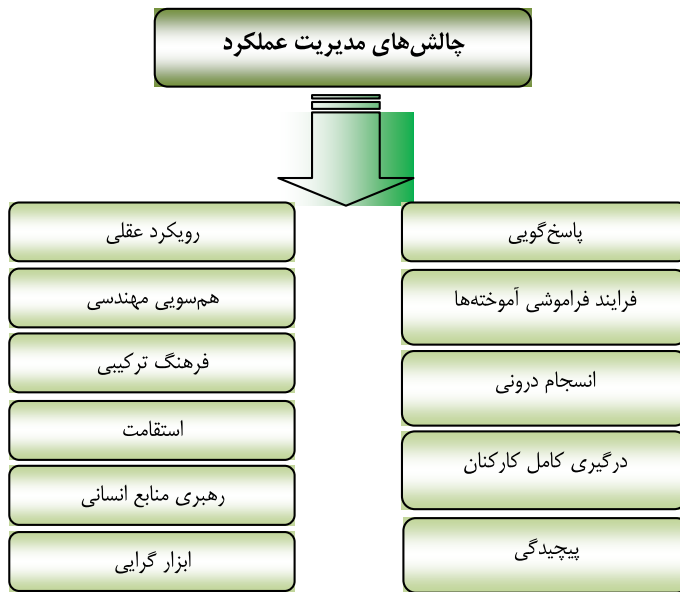 چالش‌های مدیریت عملکرد
پاسخ‌گویی
فرایند فراموشی آموخته‌ها
انسجام درونی
درگیری کامل کارکنان
پیچیدگی
رویکرد عقلی
هم‌سویی مهندسی
فرهنگ ترکیبی
استقامت
رهبری منابع انسانی
ابزار گرایی